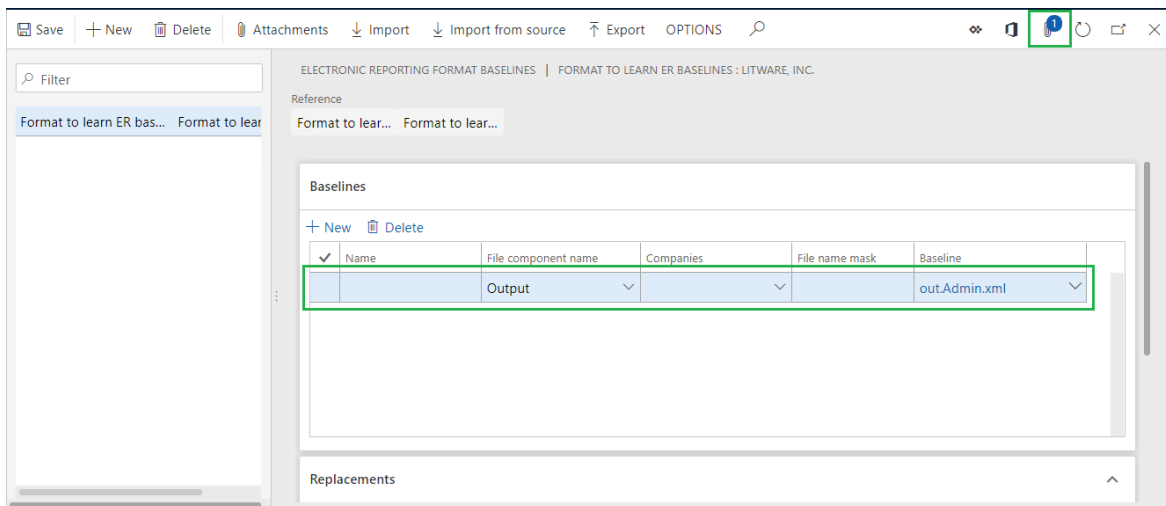 Save New Delete Attachments Import Import from source Export OPTIONS 1
Filter
Format to learn ER bas... Format to lear
ELECTRONIC REPORTING FORMAT BASELINES | FORMAT TO LEARN ER BASELINES : LITWARE, INC.
Reference
Format to lear... Format to lear...
Baselines
New Delete
Name File component name Companies File name mask Baseline
Output out.Admin.xml
Replacements